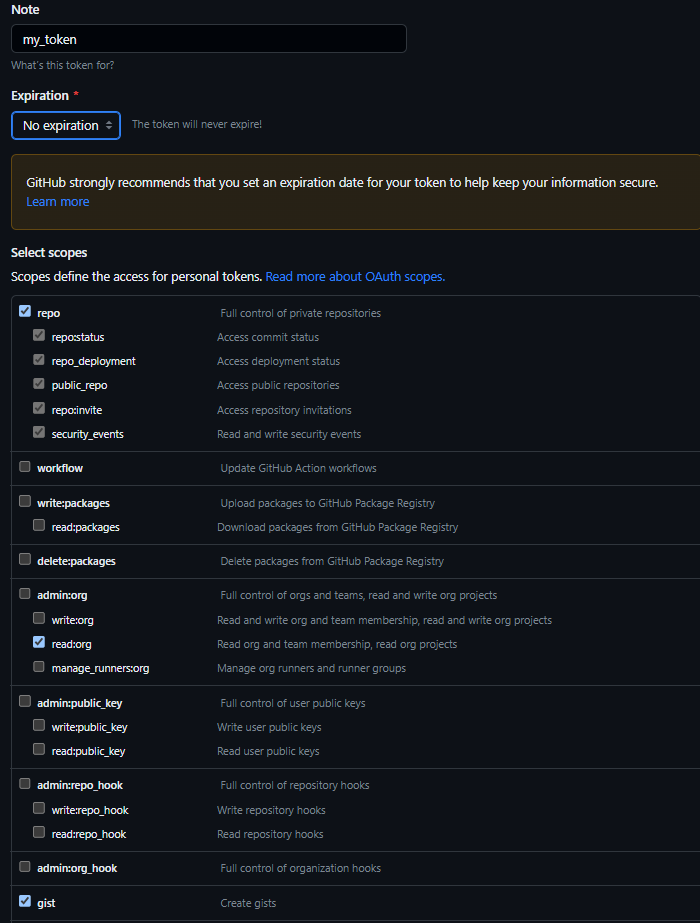 Note
my_token
What's this token for?
Expiration *
No expiration The token will never expire!
GitHub strongly recommends that you set an expiration date for your token to help keep your information secure.
Learn more
Select scopes
Scopes define the access for personal tokens. Read more about OAuth scopes.
repo Full control of private repositories
repo:status Access commit status
repo_deployment Access deployment status
public_repo Access public repositories
repo:invite Access repository invitations
security_events Read and write security events
workflow Update GitHub Action workflows
write:packages Upload packages to GitHub Package Registry
read:packages Download packages from GitHub Package Registry
delete:packages Delete packages from GitHub Package Registry
admin:org Full control of orgs and teams, read and write org projects
write:org Read and write org and team membership, read and write org projects
read:org Read org and team membership, read org projects
manage_runners:org Manage org runners and runner groups
admin:public_key Full control of user public keys
write:public_key Write user public keys
read:public_key Read user public keys
admin:repo_hook Full control of repository hooks
write:repo_hook Write repository hooks
read:repo_hook Read repository hooks
admin:org_hook Full control of organization hooks
gist Create gists